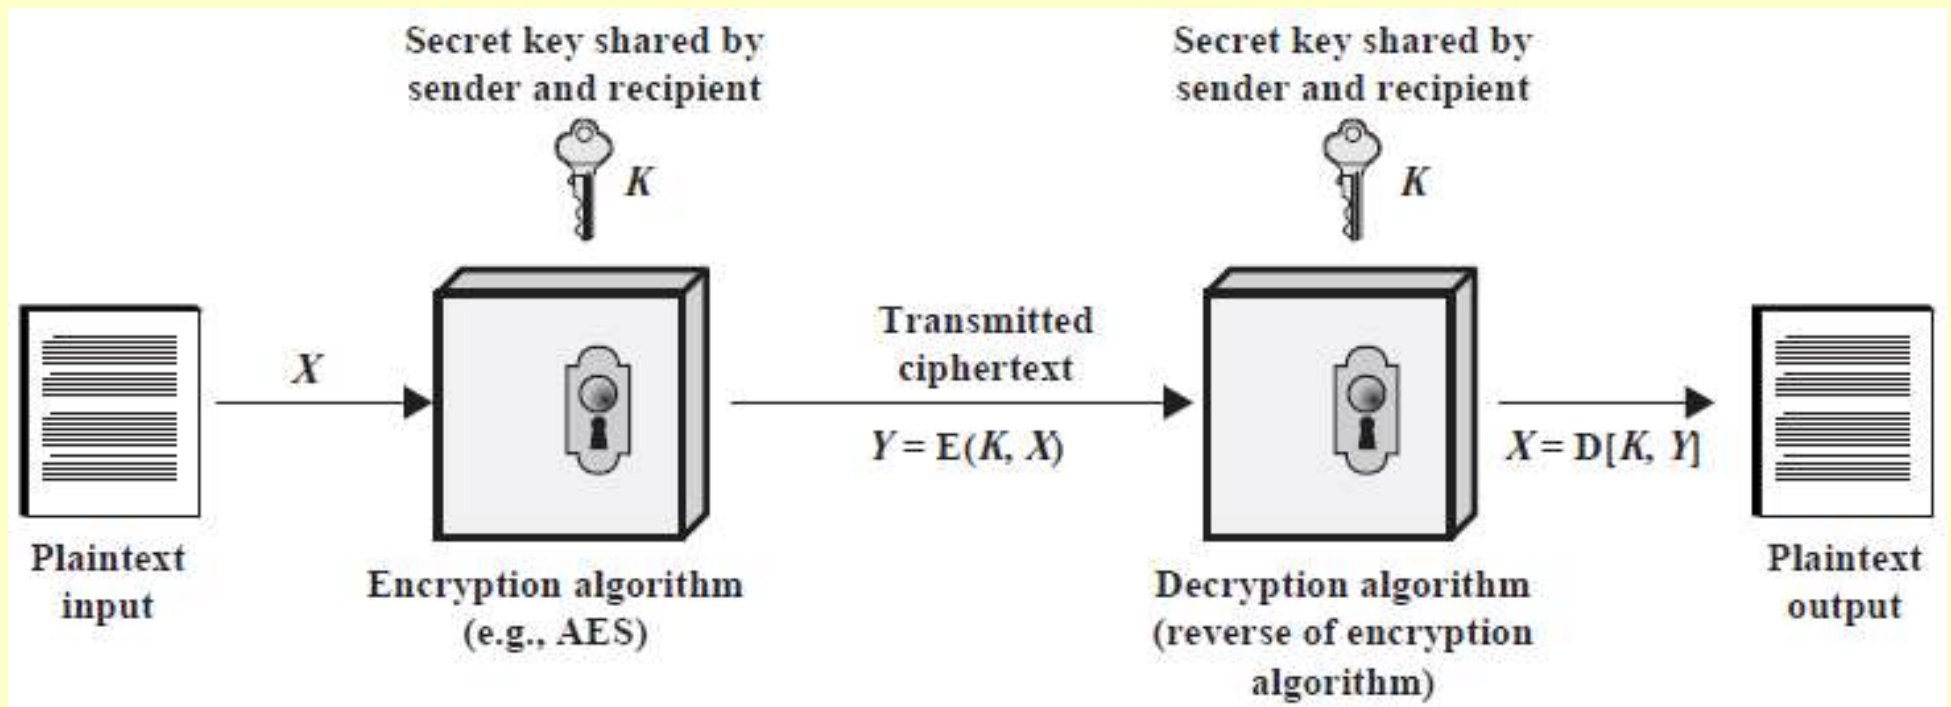 Secret key shared by
sender and recipient
K
Secret key shared by
sender and recipient
K
X
Transmitted
ciphertext
Y = E(K, X)
X = D[K, Y]
Plaintext
input
Encryption algorithm
(e.g., AES)
Decryption algorithm
(reverse of encryption
algorithm)
Plaintext
output